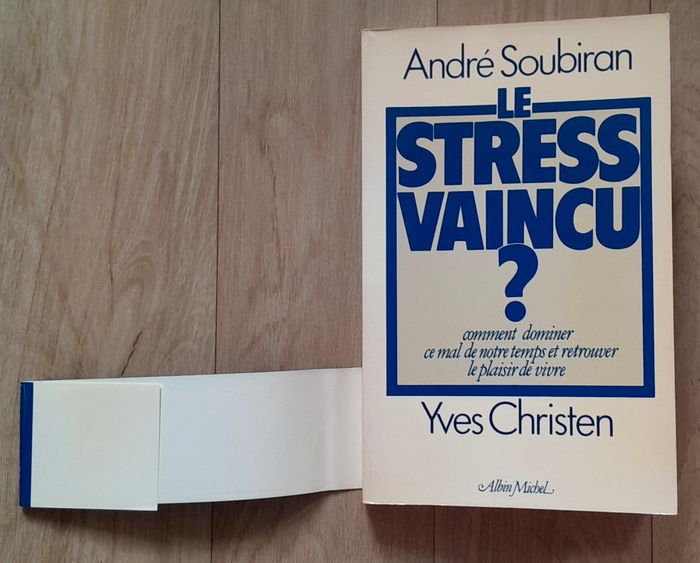 André Soubiran
LE
STRESS
VAINCU
?
comment dominer
ce mal de notre temps et retrouver
le plaisir de vivre
Yves Christen
Albin Michel